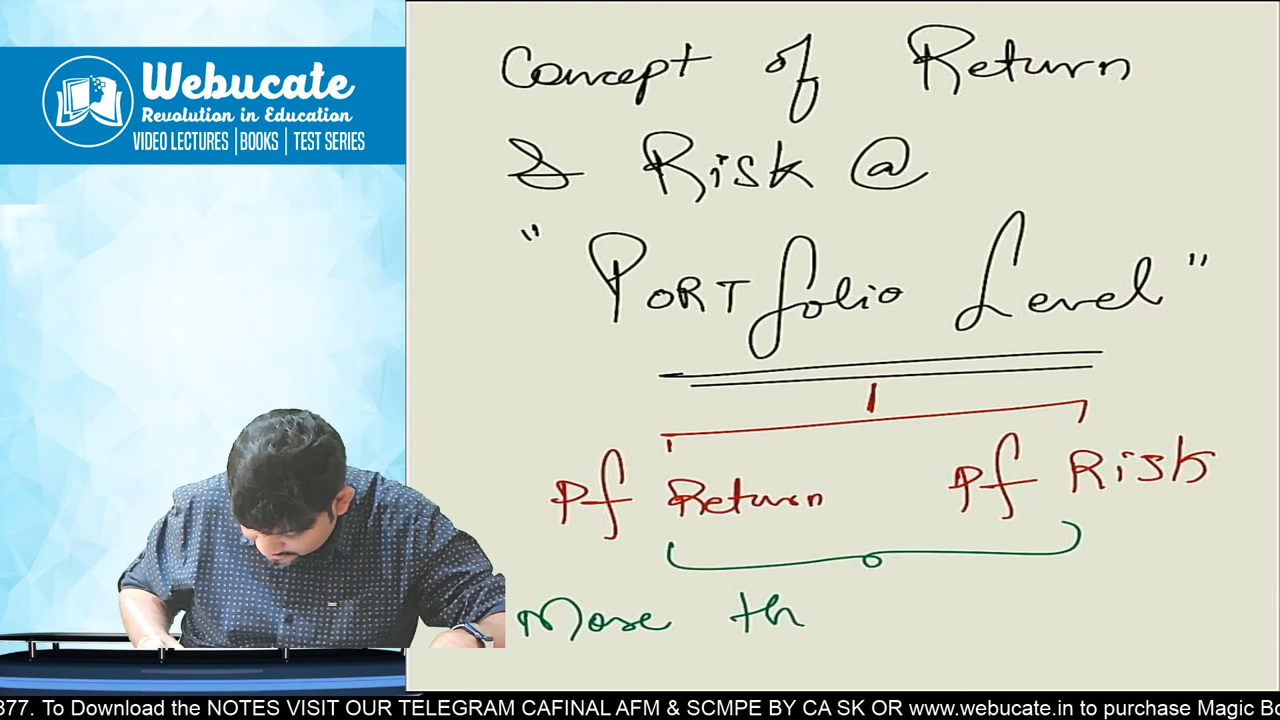 Webucate
Revolution in Education
VIDEO LECTURES | BOOKS | TEST SERIES
Concept of Return
& Risk @
" PORTfolio Level "
Pf Return Pf Risk
More th
377. To Download the NOTES VISIT OUR TELEGRAM CAFINAL AFM & SCMPE BY CA SK OR www.webucate.in to purchase Magic Bo